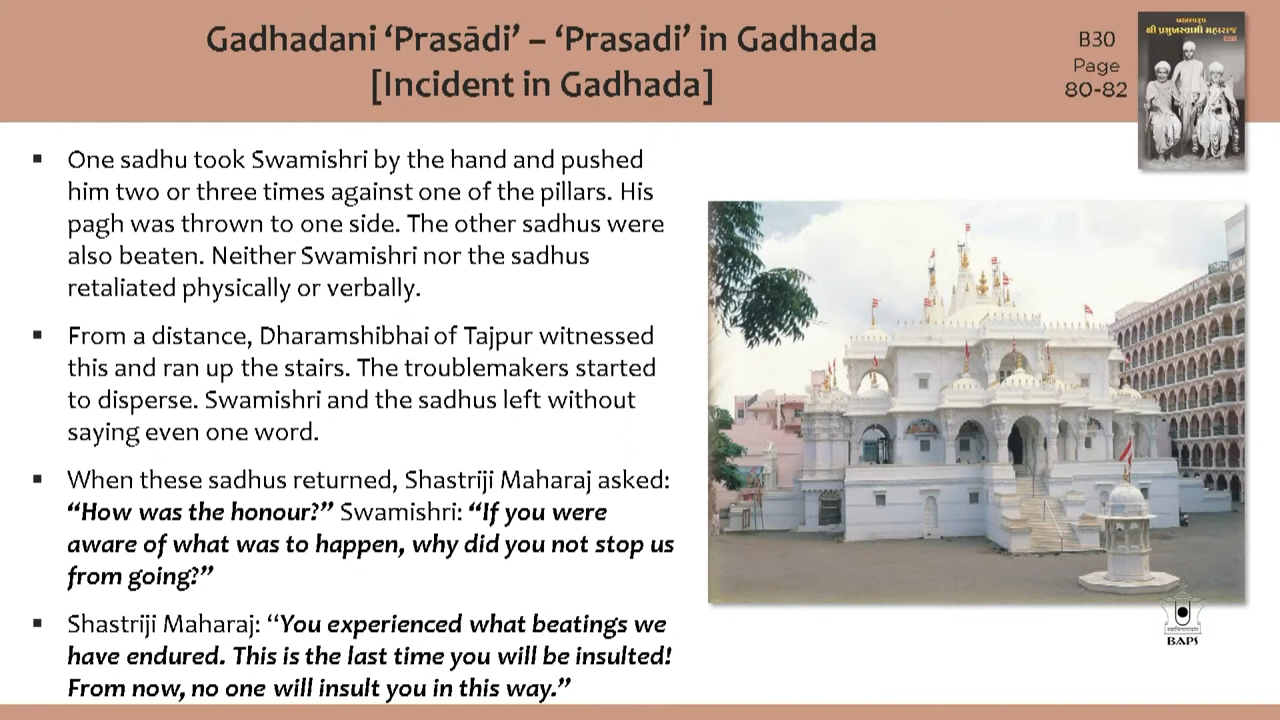 Gadhadani ‘Prasādi’ – ‘Prasadi’ in Gadhada
[Incident in Gadhada]
B30
Page
80-82
શ્રી પ્રમુખસ્વામી મહારાજ
▪ One sadhu took Swamishri by the hand and pushed
him two or three times against one of the pillars. His
pagh was thrown to one side. The other sadhus were
also beaten. Neither Swamishri nor the sadhus
retaliated physically or verbally.
▪ From a distance, Dharamshibhai of Tajpur witnessed
this and ran up the stairs. The troublemakers started
to disperse. Swamishri and the sadhus left without
saying even one word.
▪ When these sadhus returned, Shastriji Maharaj asked:
“How was the honour?” Swamishri: “If you were
aware of what was to happen, why did you not stop us
from going?”
▪ Shastriji Maharaj: “You experienced what beatings we
have endured. This is the last time you will be insulted!
From now, no one will insult you in this way.”
BAPS